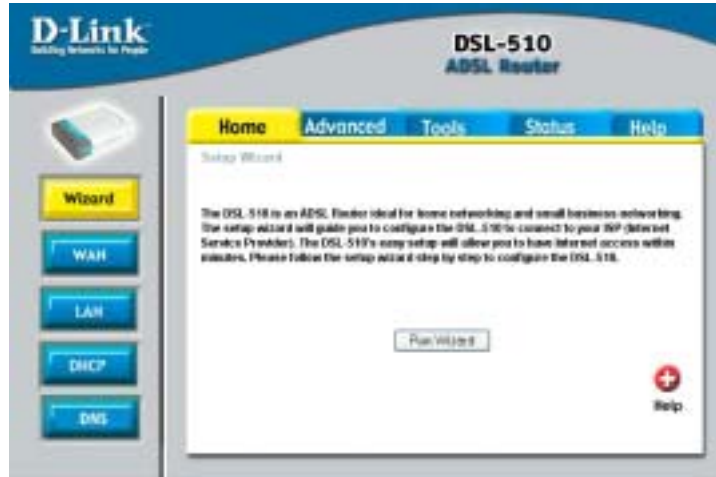 D-Link
Building Networks for People
DSL-510
ADSL Router
Home
Advanced
Tools
Status
Help
Setup Wizard
Wizard
WAN
LAN
DHCP
DNS
The DSL-510 is an ADSL Router ideal for home networking and small business networking.
The setup wizard will guide you to configure the DSL-510 to connect to your ISP (Internet
Service Provider). The DSL-510's easy setup will allow you to have internet access within
minutes. Please follow the setup wizard step by step to configure the DSL-510.
Run Wizard
Help